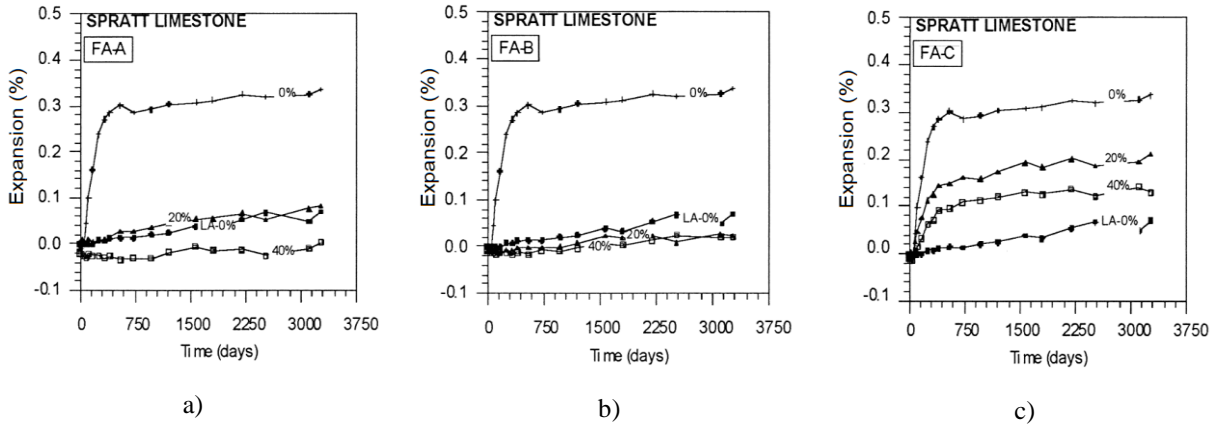 SPRATT LIMESTONE
FA-A
Expansion (%)
0.5
0.4
0.3
0.2
0.1
0.0
-0.1
0%
20%
LA-0%
40%
0 750 1500 2250 3000 3750
Time (days)
a)
SPRATT LIMESTONE
FA-B
Expansion (%)
0.5
0.4
0.3
0.2
0.1
0.0
-0.1
0%
LA-0%
20%
40%
0 750 1500 2250 3000 3750
Time (days)
b)
SPRATT LIMESTONE
FA-C
Expansion (%)
0.5
0.4
0.3
0.2
0.1
0.0
-0.1
0%
20%
40%
LA-0%
0 750 1500 2250 3000 3750
Time (days)
c)